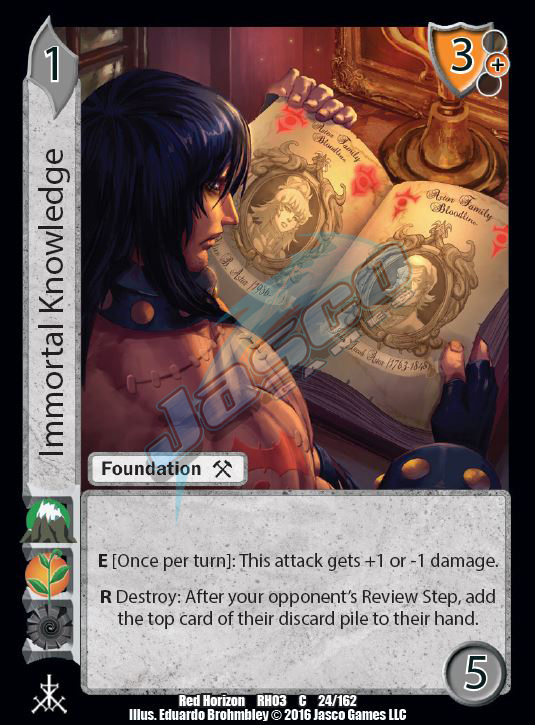 1
3
+
Immortal Knowledge
Astor Family
Bloodline
Astor Family
Bloodline
Jasco
Foundation
E [Once per turn]: This attack gets +1 or -1 damage.
R Destroy: After your opponent's Review Step, add
the top card of their discard pile to their hand.
5
Red Horizon RH03 C 24/162
Illus. Eduardo Brohmbley © 2016 Jasco Games LLC